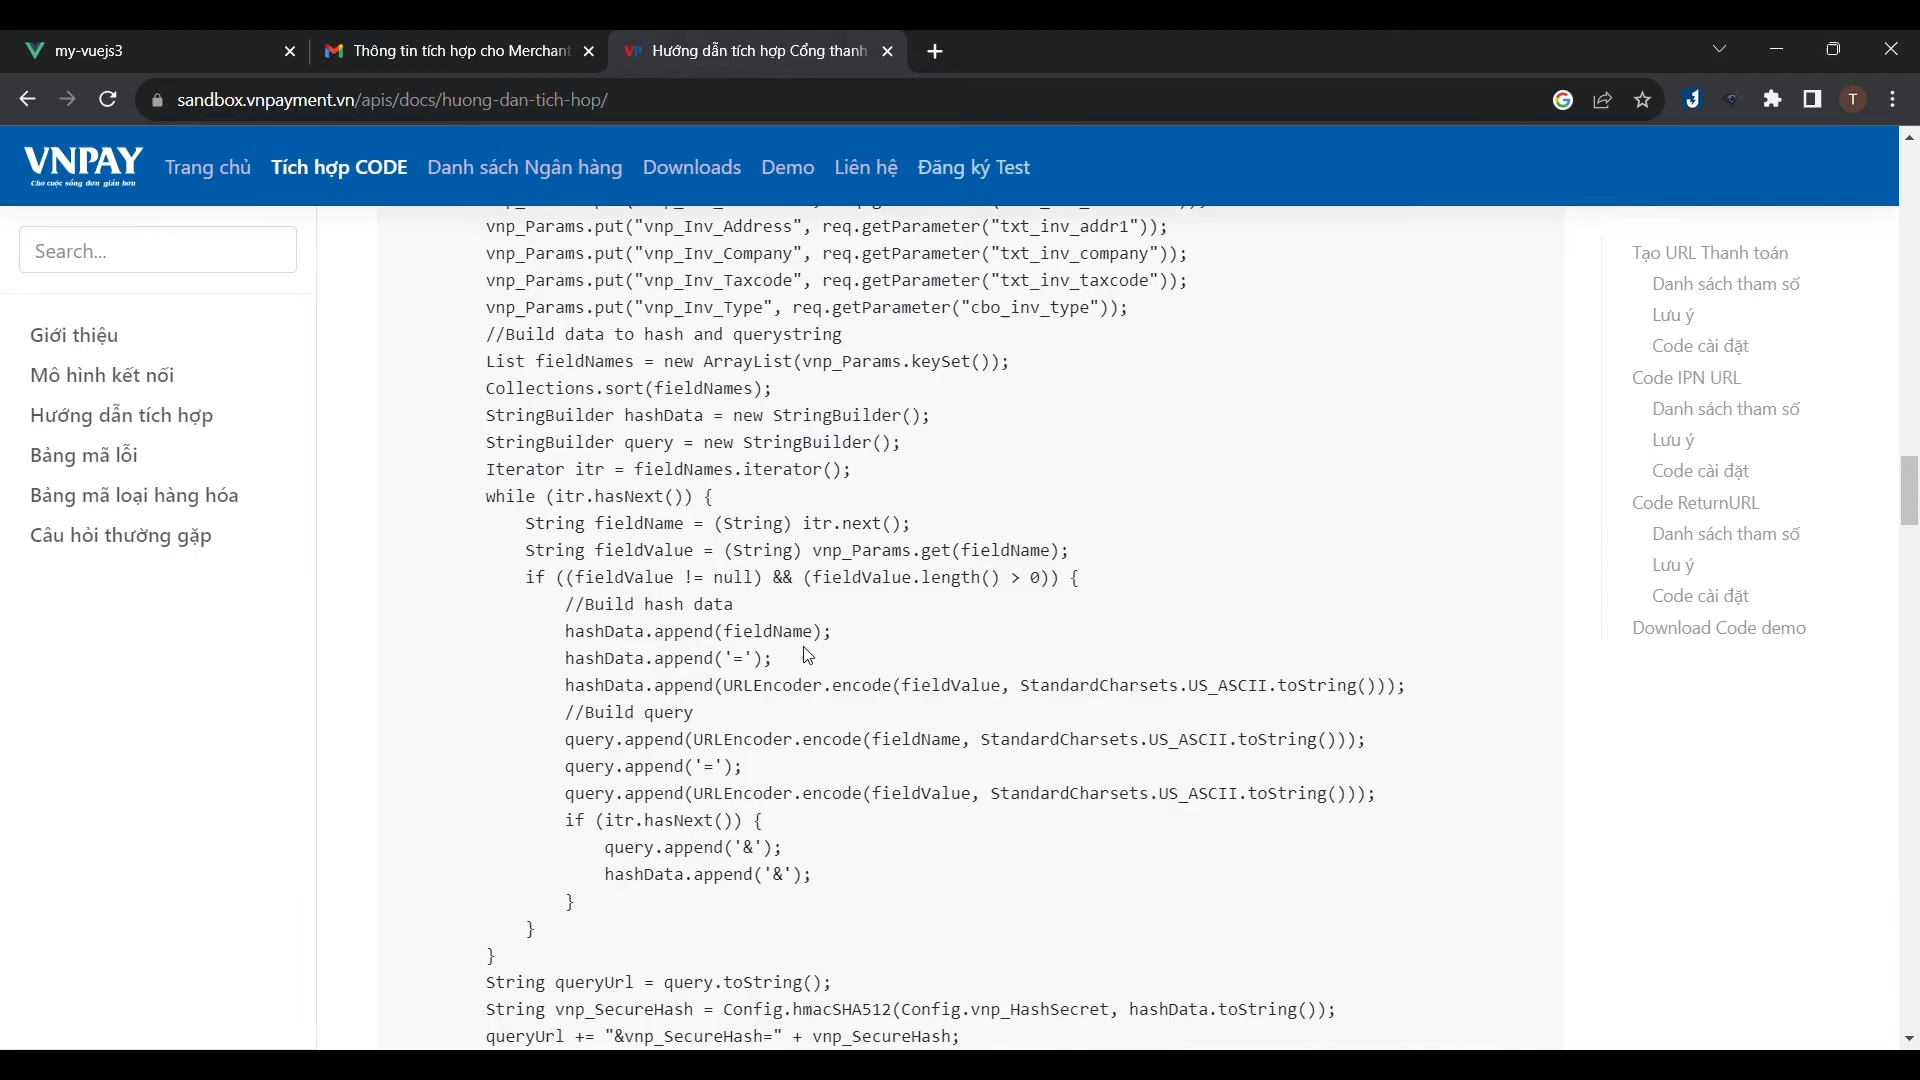 my-vuejs3
Thông tin tích hợp cho Merchant
Hướng dẫn tích hợp Cổng thanh
sandbox.vnpayment.vn/apis/docs/huong-dan-tich-hop/
T
VNPAY
Cho cuộc sống đơn giản hơn
Trang chủ
Tích hợp CODE
Danh sách Ngân hàng
Downloads
Demo
Liên hệ
Đăng ký Test
Search...
Giới thiệu
Mô hình kết nối
Hướng dẫn tích hợp
Bảng mã lỗi
Bảng mã loại hàng hóa
Câu hỏi thường gặp
vnp_Params.put("vnp_Inv_Address", req.getParameter("txt_inv_addr1"));
vnp_Params.put("vnp_Inv_Company", req.getParameter("txt_inv_company"));
vnp_Params.put("vnp_Inv_Taxcode", req.getParameter("txt_inv_taxcode"));
vnp_Params.put("vnp_Inv_Type", req.getParameter("cbo_inv_type"));
//Build data to hash and querystring
List fieldNames = new ArrayList(vnp_Params.keySet());
Collections.sort(fieldNames);
StringBuilder hashData = new StringBuilder();
StringBuilder query = new StringBuilder();
Iterator itr = fieldNames.iterator();
while (itr.hasNext()) {
String fieldName = (String) itr.next();
String fieldValue = (String) vnp_Params.get(fieldName);
if ((fieldValue != null) && (fieldValue.length() > 0)) {
//Build hash data
hashData.append(fieldName);
hashData.append('=');
hashData.append(URLEncoder.encode(fieldValue, StandardCharsets.US_ASCII.toString()));
//Build query
query.append(URLEncoder.encode(fieldName, StandardCharsets.US_ASCII.toString()));
query.append('=');
query.append(URLEncoder.encode(fieldValue, StandardCharsets.US_ASCII.toString()));
if (itr.hasNext()) {
query.append('&');
hashData.append('&');
}
}
}
String queryUrl = query.toString();
String vnp_SecureHash = Config.hmacSHA512(Config.vnp_HashSecret, hashData.toString());
queryUrl += "&vnp_SecureHash=" + vnp_SecureHash;
Tạo URL Thanh toán
Danh sách tham số
Lưu ý
Code cài đặt
Code IPN URL
Danh sách tham số
Lưu ý
Code cài đặt
Code ReturnURL
Danh sách tham số
Lưu ý
Code cài đặt
Download Code demo